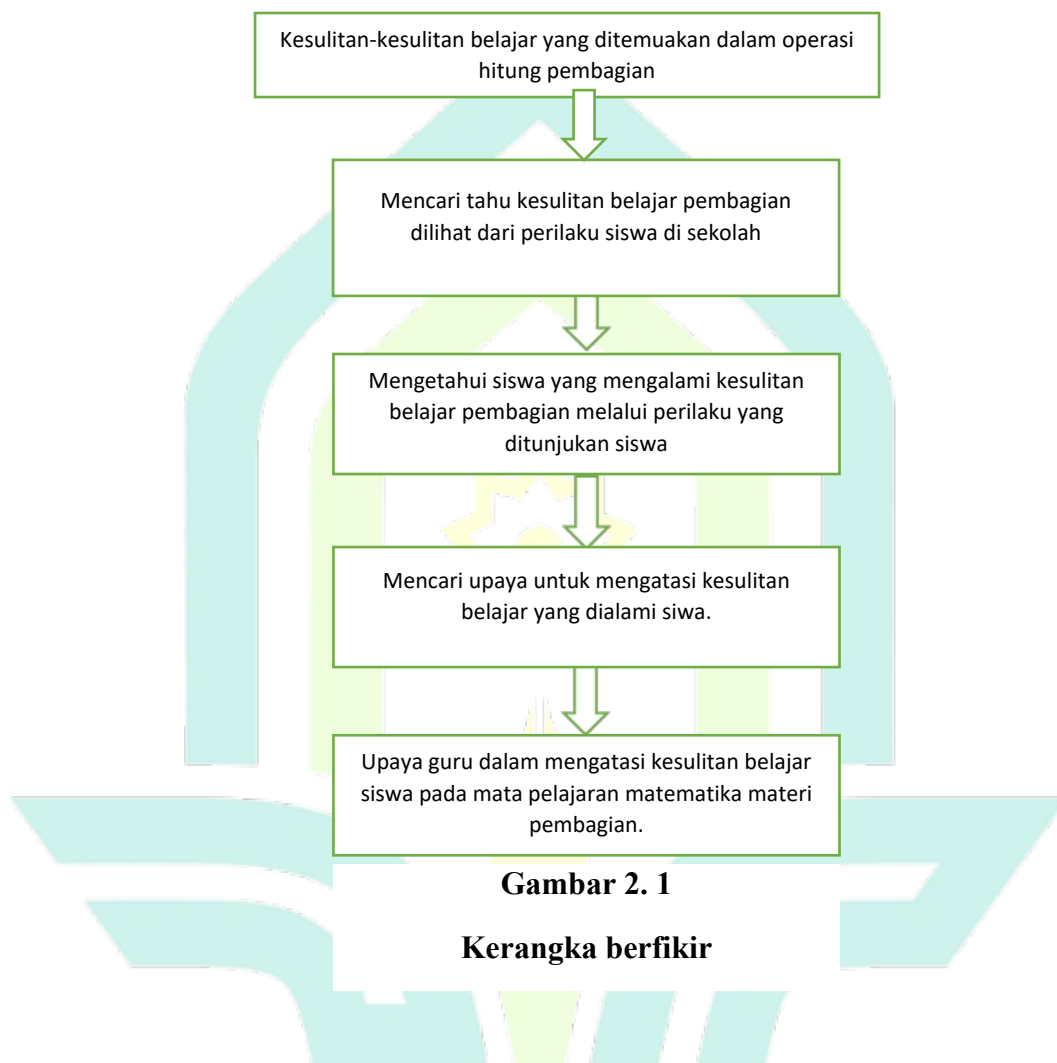 Kesulitan-kesulitan belajar yang ditemuakan dalam operasi
hitung pembagian
Mencari tahu kesulitan belajar pembagian
dilihat dari perilaku siswa di sekolah
Mengetahui siswa yang mengalami kesulitan
belajar pembagian melalui perilaku yang
ditunjukan siswa
Mencari upaya untuk mengatasi kesulitan
belajar yang dialami siwa.
Upaya guru dalam mengatasi kesulitan belajar
siswa pada mata pelajaran matematika materi
pembagian.
Gambar 2. 1
Kerangka berfikir